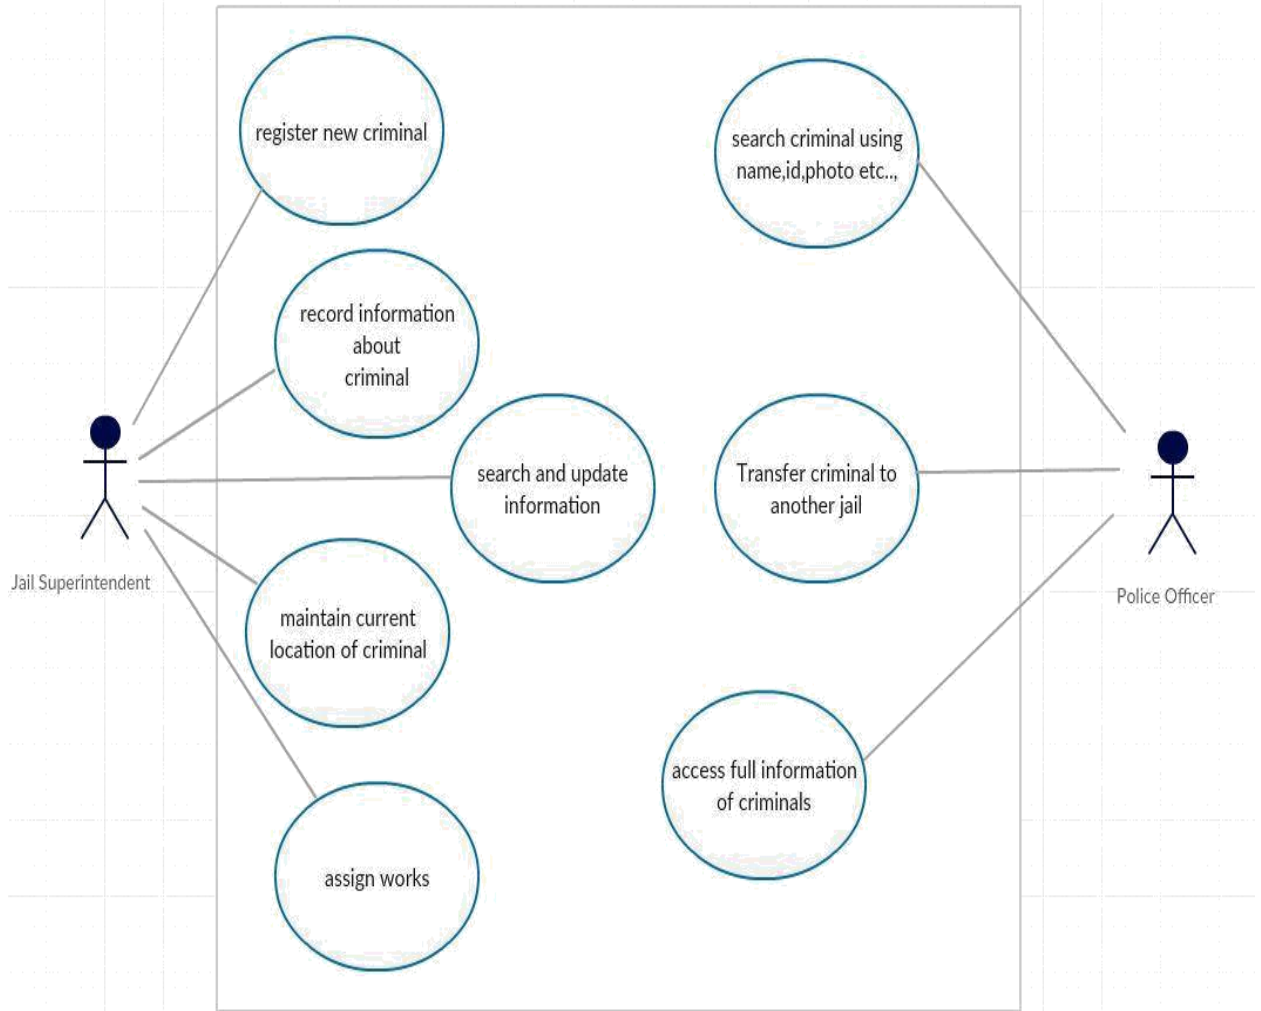 register new criminal
search criminal using
name,id,photo etc..,
record information
about
criminal
search and update
information
Transfer criminal to
another jail
Jail Superintendent
Police Officer
maintain current
location of criminal
access full information
of criminals
assign works